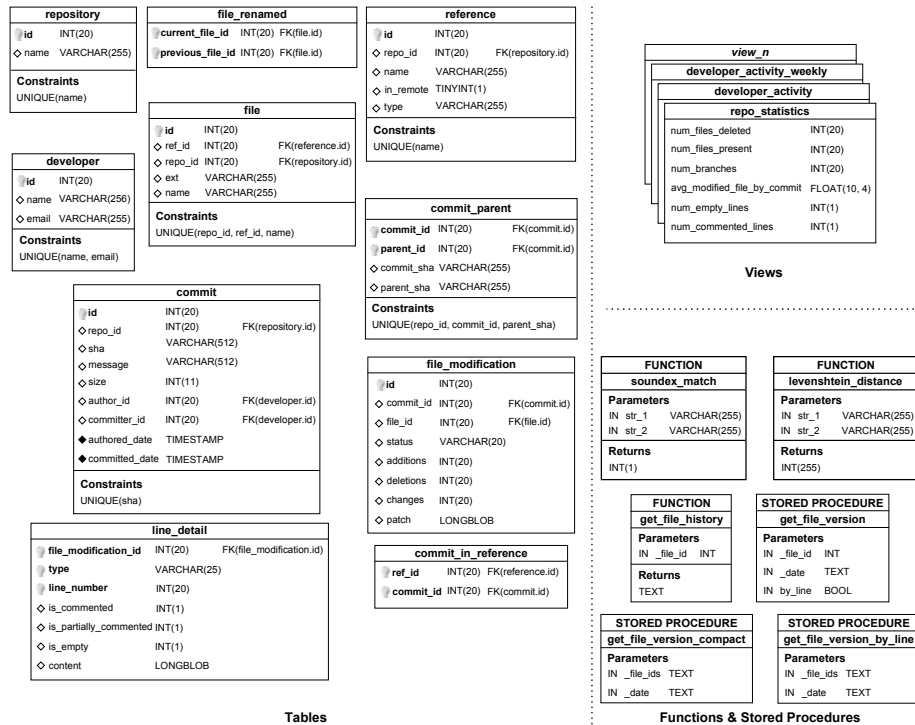 repository
id INT(20)
name VARCHAR(255)
Constraints
UNIQUE(name)
file_renamed
current_file_id INT(20) FK(file.id)
previous_file_id INT(20) FK(file.id)
reference
id INT(20)
repo_id INT(20) FK(repository.id)
name VARCHAR(255)
in_remote TINYINT(1)
type VARCHAR(255)
Constraints
UNIQUE(name)
file
id INT(20)
ref_id INT(20) FK(reference.id)
repo_id INT(20) FK(repository.id)
ext VARCHAR(255)
name VARCHAR(255)
Constraints
UNIQUE(repo_id, ref_id, name)
developer
id INT(20)
name VARCHAR(256)
email VARCHAR(255)
Constraints
UNIQUE(name, email)
commit_parent
commit_id INT(20) FK(commit.id)
parent_id INT(20) FK(commit.id)
commit_sha VARCHAR(255)
parent_sha VARCHAR(255)
Constraints
UNIQUE(repo_id, commit_id, parent_sha)
commit
id INT(20)
repo_id INT(20) FK(repository.id)
sha VARCHAR(512)
message VARCHAR(512)
size INT(11)
author_id INT(20) FK(developer.id)
committer_id INT(20) FK(developer.id)
authored_date TIMESTAMP
committed_date TIMESTAMP
Constraints
UNIQUE(sha)
file_modification
id INT(20)
commit_id INT(20) FK(commit.id)
file_id INT(20) FK(file.id)
status VARCHAR(20)
additions INT(20)
deletions INT(20)
changes INT(20)
patch LONGBLOB
line_detail
file_modification_id INT(20) FK(file_modification.id)
type VARCHAR(25)
line_number INT(20)
is_commented INT(1)
is_partially_commented INT(1)
is_empty INT(1)
content LONGBLOB
commit_in_reference
ref_id INT(20) FK(reference.id)
commit_id INT(20) FK(commit.id)
Tables
view_n
developer_activity_weekly
developer_activity
repo_statistics
num_files_deleted INT(20)
num_files_present INT(20)
num_branches INT(20)
avg_modified_file_by_commit FLOAT(10, 4)
num_empty_lines INT(1)
num_commented_lines INT(1)
Views
FUNCTION
soundex_match
Parameters
IN str_1 VARCHAR(255)
IN str_2 VARCHAR(255)
Returns
INT(1)
FUNCTION
levenshtein_distance
Parameters
IN str_1 VARCHAR(255)
IN str_2 VARCHAR(255)
Returns
INT(255)
FUNCTION
get_file_history
Parameters
IN _file_id INT
Returns
TEXT
STORED PROCEDURE
get_file_version
Parameters
IN _file_id INT
IN _date TEXT
IN by_line BOOL
STORED PROCEDURE
get_file_version_compact
Parameters
IN _file_ids TEXT
IN _date TEXT
STORED PROCEDURE
get_file_version_by_line
Parameters
IN _file_ids TEXT
IN _date TEXT
Functions & Stored Procedures